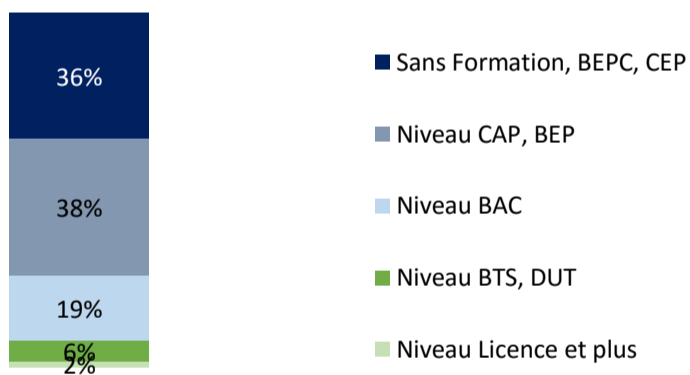 36%
38%
19%
6%
2%
Sans Formation, BEPC, CEP
Niveau CAP, BEP
Niveau BAC
Niveau BTS, DUT
Niveau Licence et plus